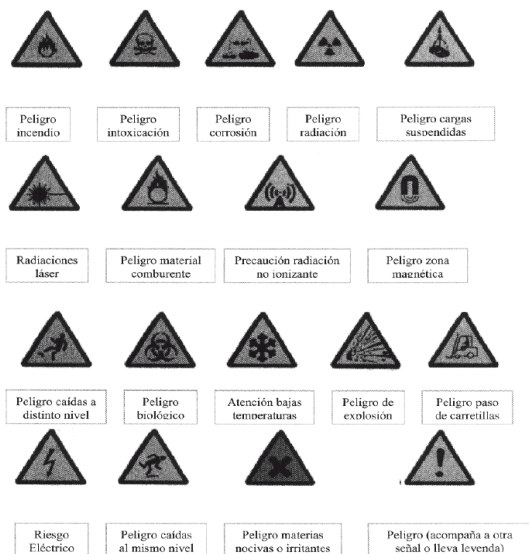 Peligro
incendio
Peligro
intoxicación
Peligro
corrosión
Peligro
radiación
Peligro cargas
suspendidas
Radiaciones
láser
Peligro material
comburente
Precaución radiación
no ionizante
Peligro zona
magnética
Peligro caídas a
distinto nivel
Peligro
biológico
Atención bajas
temperaturas
Peligro de
explosión
Peligro paso
de carretillas
Riesgo
Eléctrico
Peligro caídas
al mismo nivel
Peligro materias
nocivas o irritantes
Peligro (acompaña a otra
señal o lleva leyenda)